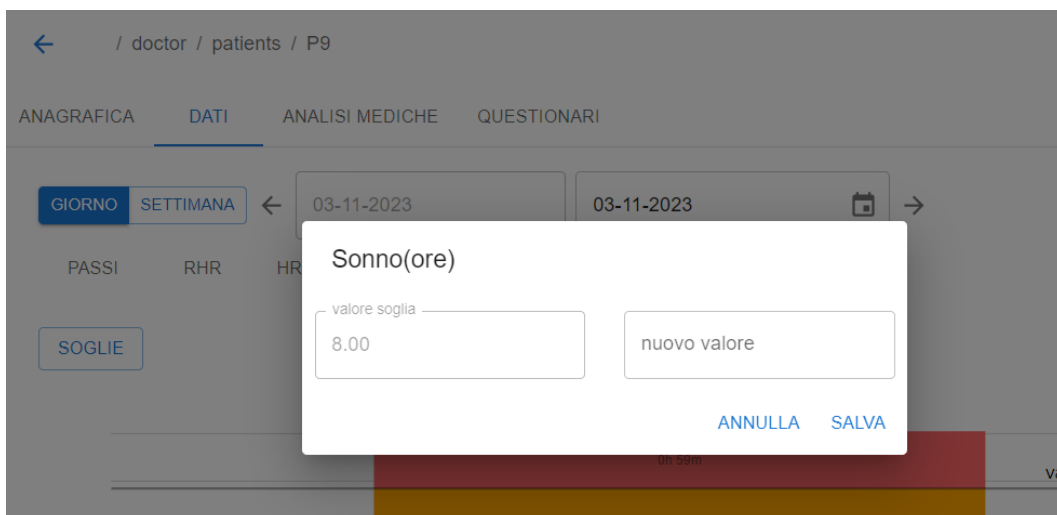 / doctor / patients / P9
ANAGRAFICA DATI ANALISI MEDICHE QUESTIONARI
GIORNO SETTIMANA 03-11-2023 03-11-2023
PASSI RHR HR
Sonno(ore)
valore soglia
8.00 nuovo valore
SOGLIE
ANNULLA SALVA
0h 59m